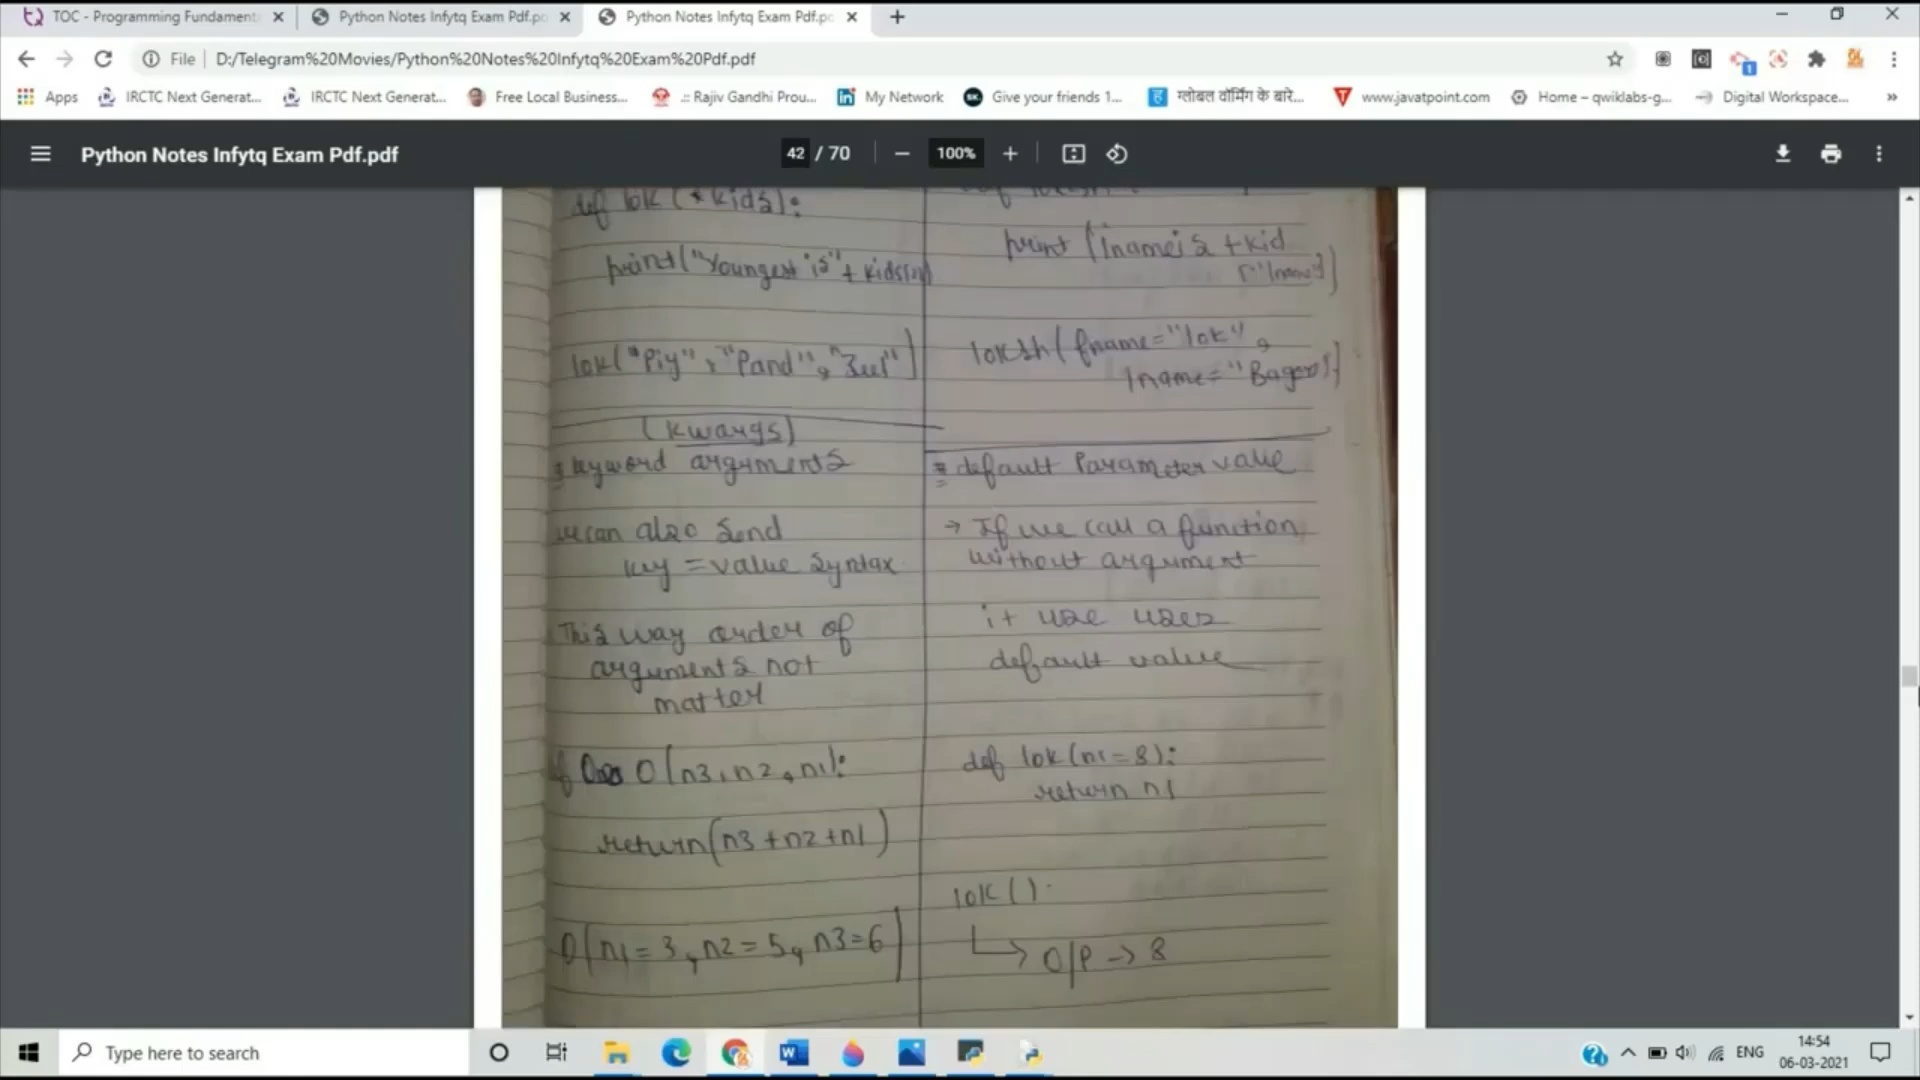 TOC - Programming Fundament
Python Notes Infytq Exam Pdf.po
Python Notes Infytq Exam Pdf.po
File | D:/Telegram%20Movies/Python%20Notes%20Infytq%20Exam%20Pdf.pdf
Apps
IRCTC Next Generat...
IRCTC Next Generat...
Free Local Business...
.:: Rajiv Gandhi Prou...
My Network
Give your friends 1...
ग्लोबल वॉर्मिंग के बारे...
www.javatpoint.com
Home – qwiklabs-g...
Digital Workspace...
Python Notes Infytq Exam Pdf.pdf
42 / 70
100%
def lok (*kids):
print("Youngest is"+ kids
lok("Piy", "Pand",
(kwargs)
keyword arguments
we can also send
key = value syntax
This way order of
arguments not
matter
O(n3, n2, n1):
return(n3+n2+n1)
O(n1=3, n2=5, n3=6)
print (lname is +kid
["lname"])
loksh(fname="lok",
lname="
default Parameter value
→ If we call a function
without argument
it use uses
default value
def lok(n1=8):
return n1
lok()
O/P → 8
Type here to search
ENG
14:54
06-03-2021